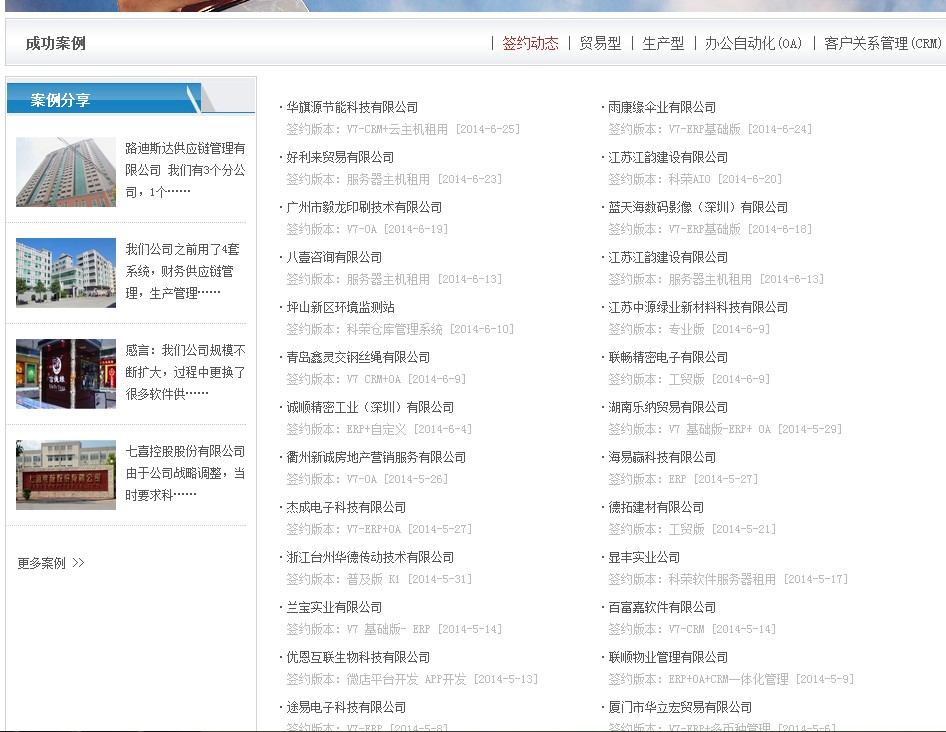 成功案例
| 签约动态 | 贸易型 | 生产型 | 办公自动化(OA) | 客户关系管理(CRM)
案例分享
路迪斯达供应链管理有
限公司 我们有3个分公
司，1个……
我们公司之前用了4套
系统，财务供应链管
理，生产管理……
感言：我们公司规模不
断扩大，过程中更换了
很多软件供……
七喜控股股份有限公司
由于公司战略调整，当
时要求科……
更多案例 >>
·华旗源节能科技有限公司
签约版本：V7-CRM+云主机租用 [2014-6-25]
·好利来贸易有限公司
签约版本：服务器主机租用 [2014-6-23]
·广州市毅龙印刷技术有限公司
签约版本：V7-OA [2014-6-19]
·八壹咨询有限公司
签约版本：服务器主机租用 [2014-6-13]
·坪山新区环境监测站
签约版本：科荣仓库管理系统 [2014-6-10]
·青岛鑫灵交钢丝绳有限公司
签约版本：V7 CRM+OA [2014-6-9]
·诚顺精密工业（深圳）有限公司
签约版本：ERP+自定义 [2014-6-4]
·衢州新诚房地产营销服务有限公司
签约版本：V7-OA [2014-5-26]
·杰成电子科技有限公司
签约版本：V7-ERP+OA [2014-5-27]
·浙江台州华德传动技术有限公司
签约版本：普及版 K1 [2014-5-31]
·兰宝实业有限公司
签约版本：V7 基础版- ERP [2014-5-14]
·优恩互联生物科技有限公司
签约版本：微店平台开发 APP开发 [2014-5-13]
·途易电子科技有限公司
签约版本：V7-ERP [2014-5-8]
·雨康缘伞业有限公司
签约版本：V7-ERP基础版 [2014-6-24]
·江苏江韵建设有限公司
签约版本：科荣AIO [2014-6-20]
·蓝天海数码影像（深圳）有限公司
签约版本：V7-ERP基础版 [2014-6-18]
·江苏江韵建设有限公司
签约版本：服务器主机租用 [2014-6-13]
·江苏中源绿业新材料科技有限公司
签约版本：专业版 [2014-6-9]
·联畅精密电子有限公司
签约版本：工贸版 [2014-6-9]
·湖南乐纳贸易有限公司
签约版本：V7 基础版-ERP+ OA [2014-5-29]
·海易赢科技有限公司
签约版本：ERP [2014-5-27]
·德拓建材有限公司
签约版本：工贸版 [2014-5-21]
·显丰实业公司
签约版本：科荣软件服务器租用 [2014-5-17]
·百富嘉软件有限公司
签约版本：V7-CRM [2014-5-14]
·联顺物业管理有限公司
签约版本：ERP+OA+CRM一体化管理 [2014-5-9]
·厦门市华立宏贸易有限公司
签约版本：V7-ERP+多币种管理 [2014-5-6]